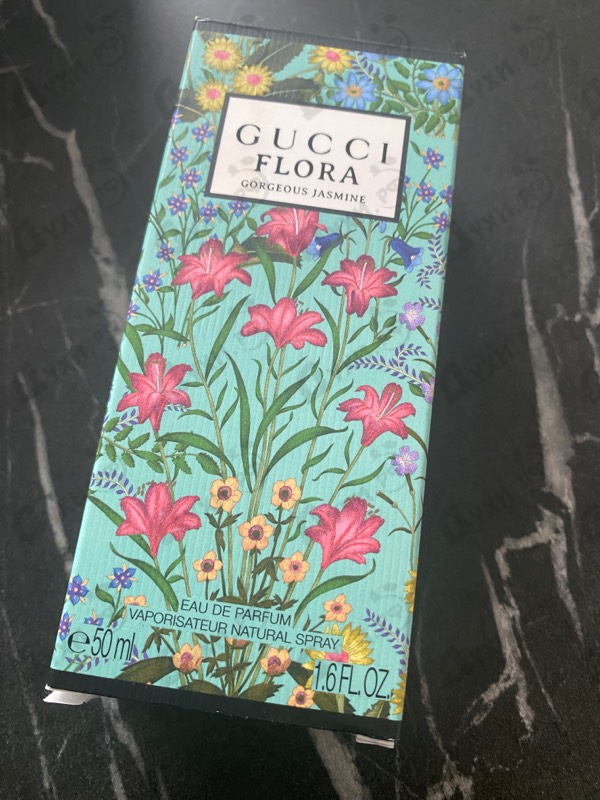 GUCCI
FLORA
GORGEOUS JASMINE
EAU DE PARFUM
VAPORISATEUR NATURAL SPRAY
℮50 ml
1.6 FL. OZ.